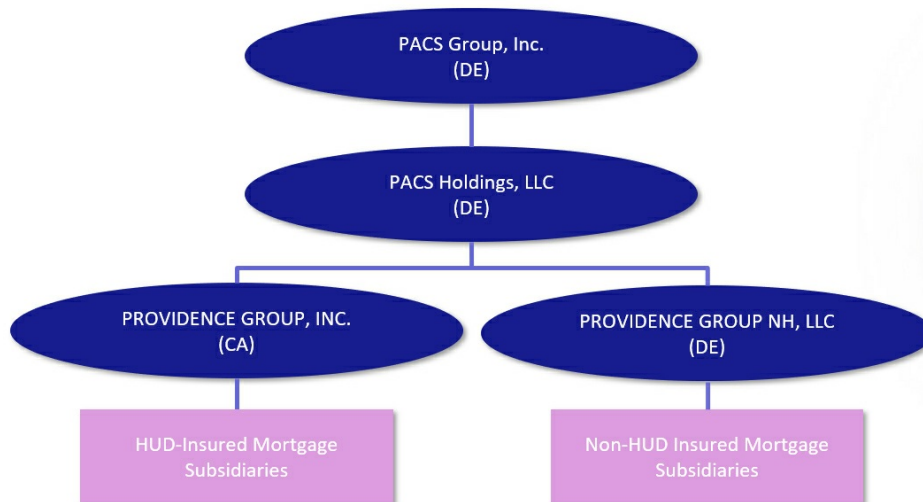 PACS Group, Inc.
(DE)
PACS Holdings, LLC
(DE)
PROVIDENCE GROUP, INC.
(CA)
PROVIDENCE GROUP NH, LLC
(DE)
HUD-Insured Mortgage
Subsidiaries
Non-HUD Insured Mortgage
Subsidiaries